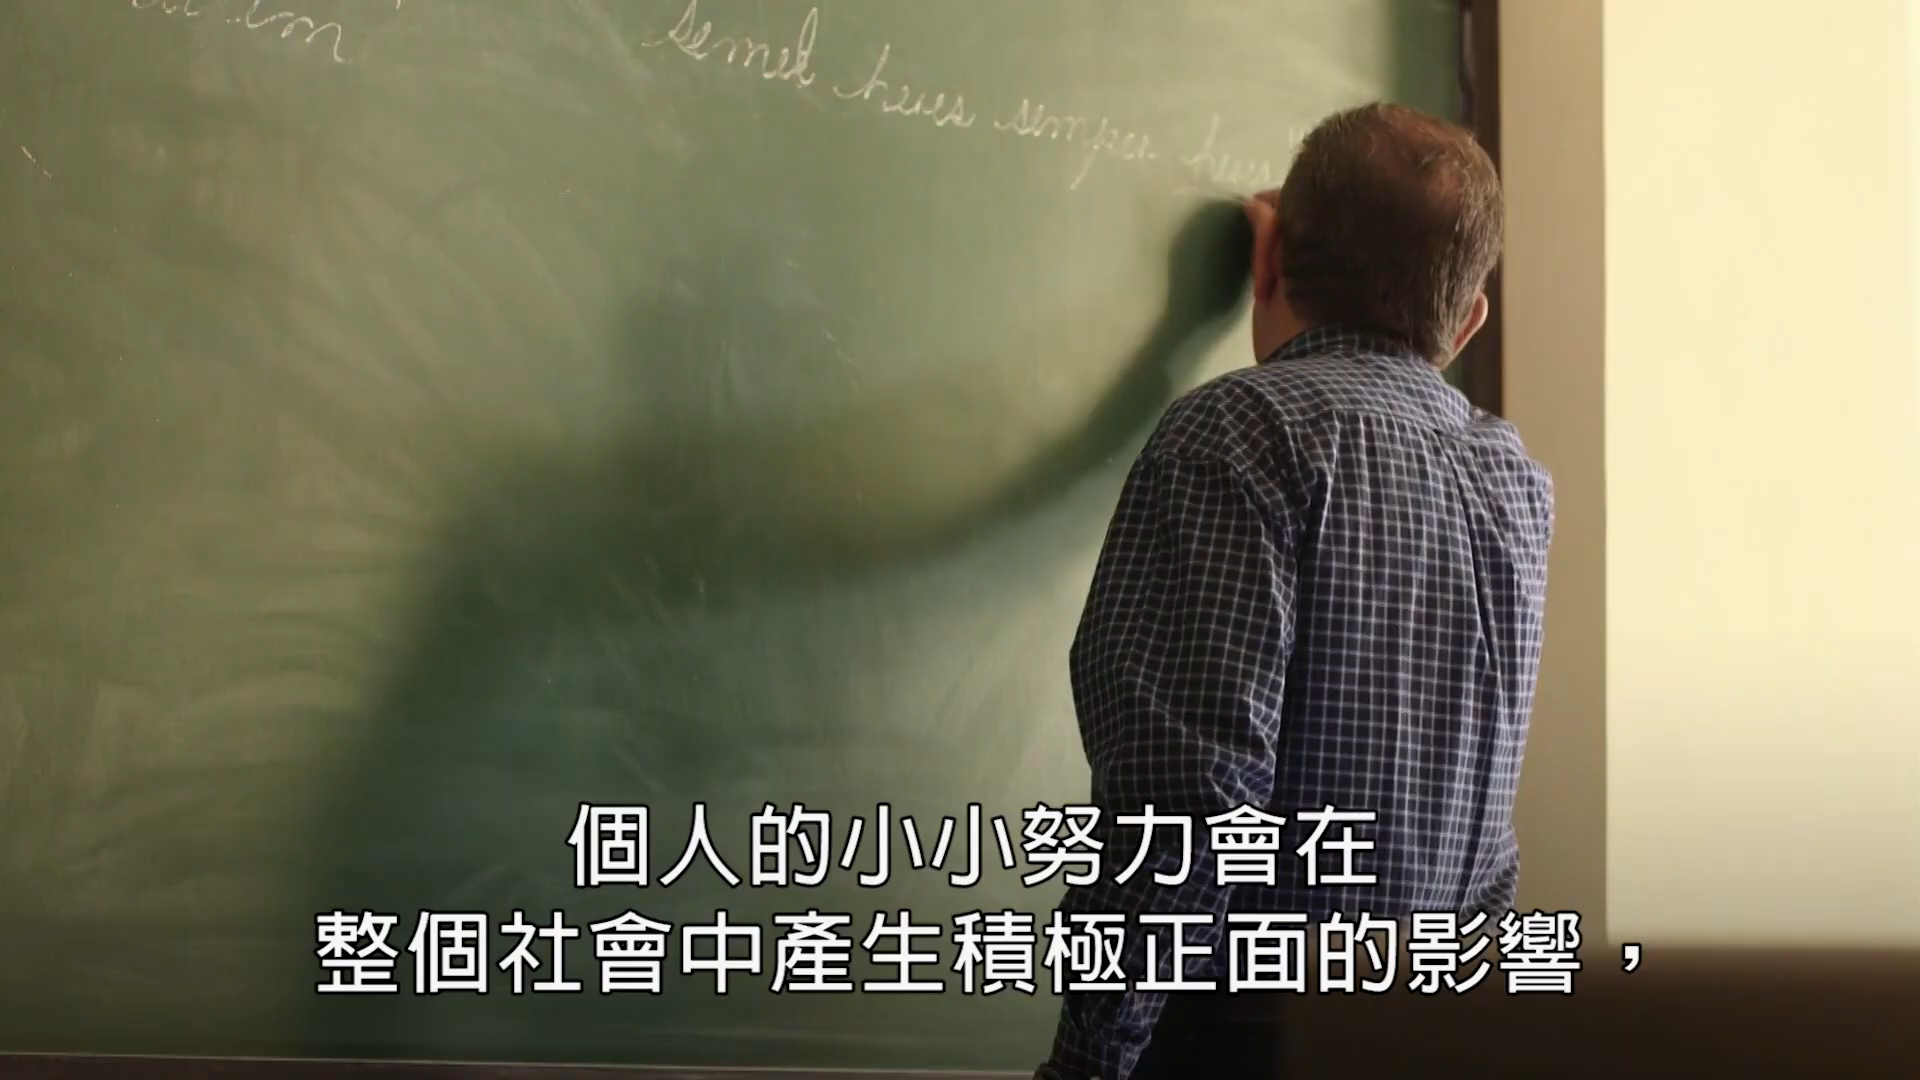 semel heres semper heres
個人的小小努力會在
整個社會中產生積極正面的影響，